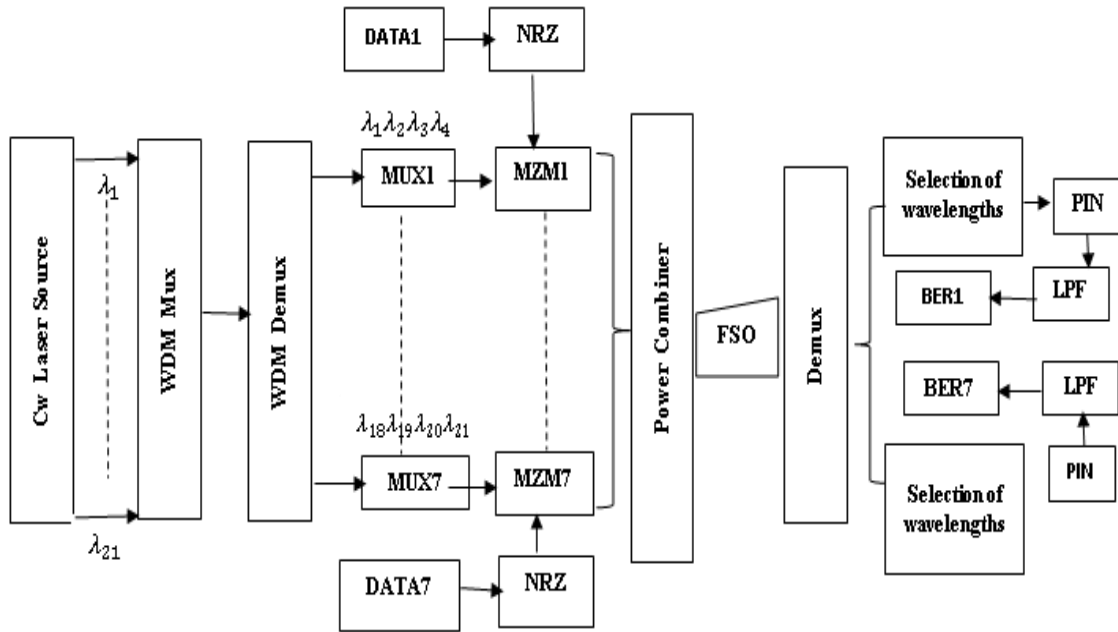 DATA1
NRZ
λ1λ2λ3λ4
Cw Laser Source
λ1
λ21
WDM Mux
WDM Demux
MUX1
MZM1
λ18λ19λ20λ21
MUX7
MZM7
DATA7
NRZ
Power Combiner
FSO
Demux
Selection of
wavelengths
PIN
LPF
BER1
BER7
LPF
PIN
Selection of
wavelengths